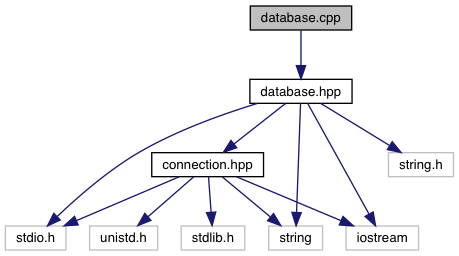 database.cpp
database.hpp
connection.hpp
string.h
stdio.h
unistd.h
stdlib.h
string
iostream